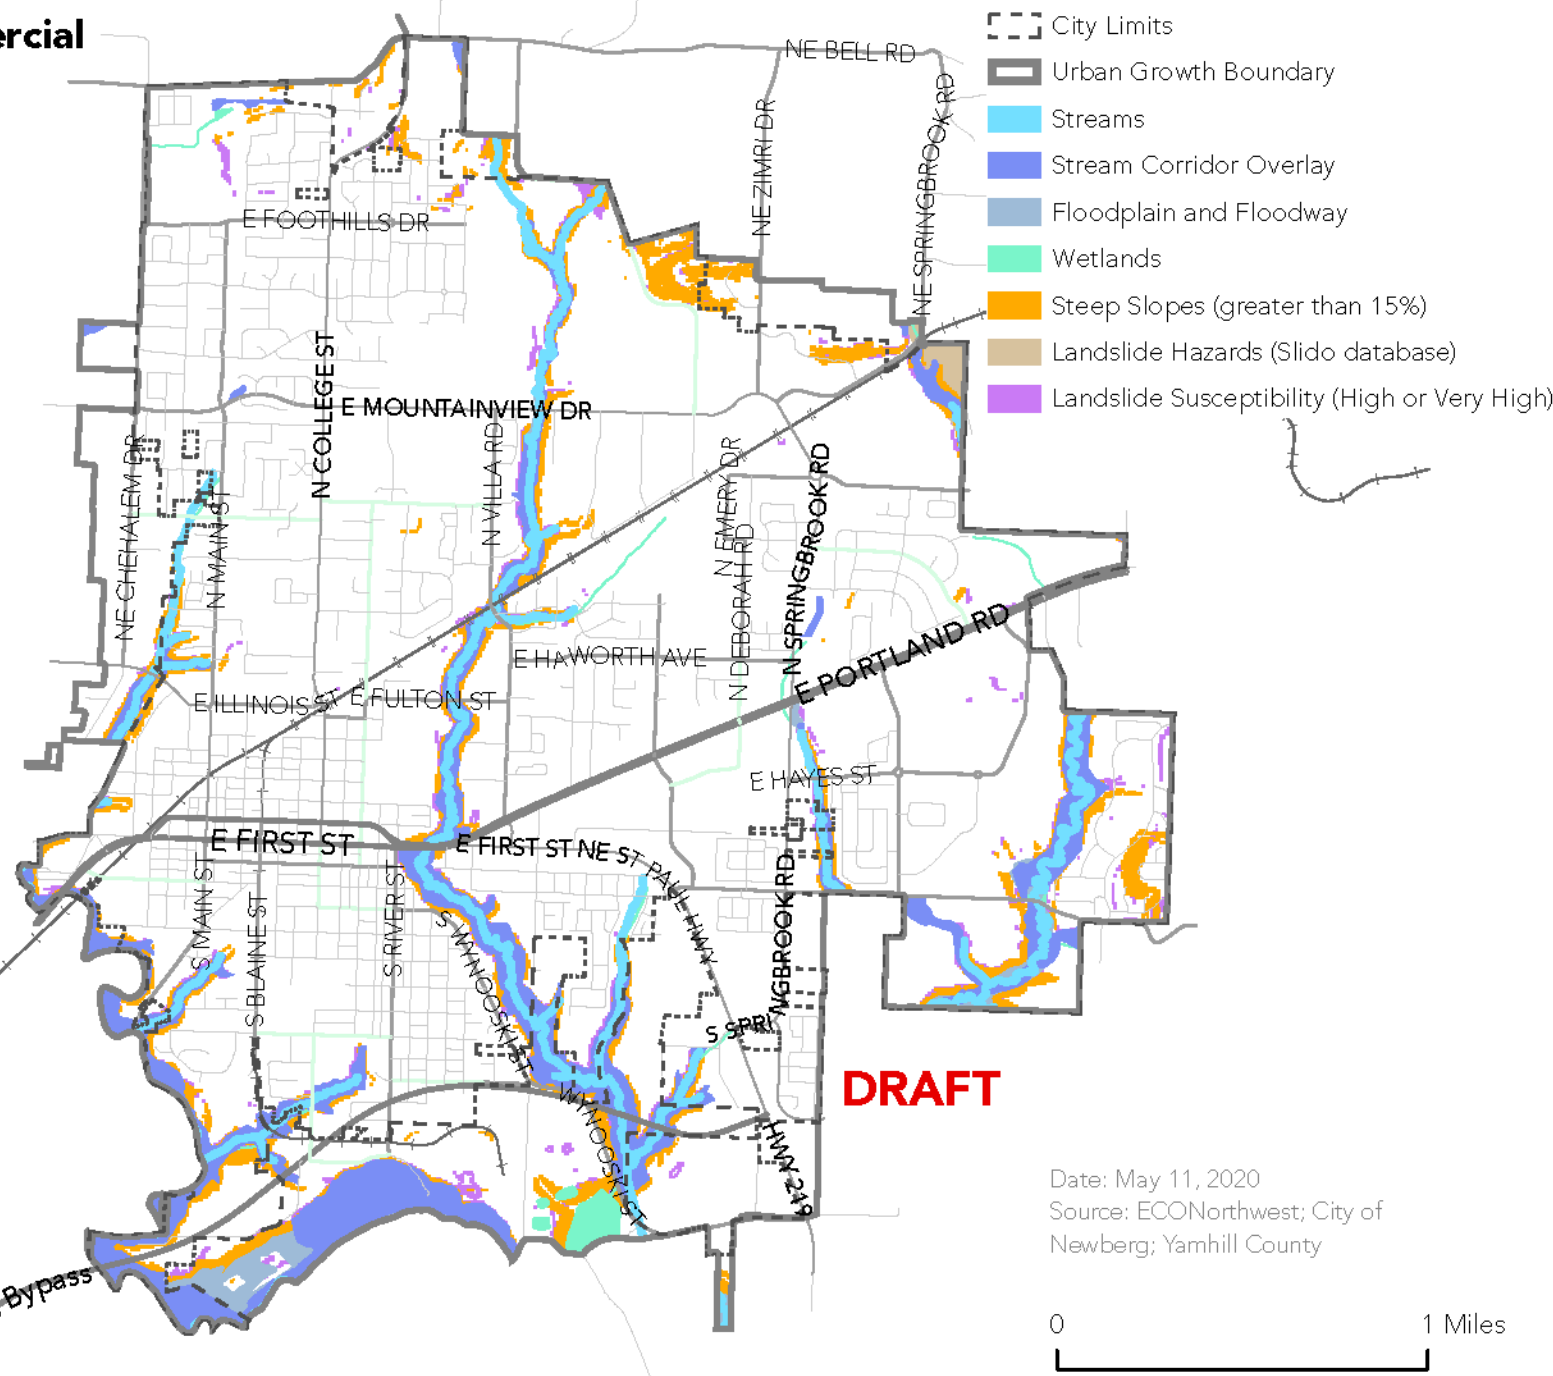 ercial
City Limits
Urban Growth Boundary
Streams
Stream Corridor Overlay
Floodplain and Floodway
Wetlands
Steep Slopes (greater than 15%)
Landslide Hazards (Slido database)
Landslide Susceptibility (High or Very High)
NE BELL RD
NE ZIMRI DR
NE SPRINGBROOK RD
E FOOTHILLS DR
N COLLEGE ST
E MOUNTAINVIEW DR
NE CHEHALEM DR
N MAIN ST
N VILLA RD
N EMERY DR
N DEBORAH RD
N SPRINGBROOK RD
E HAWORTH AVE
E PORTLAND RD
E ILLINOIS ST
E FULTON ST
E HAYES ST
E FIRST ST
E FIRST ST
NE ST PAUL HWY
S MAIN ST
S BLAINE ST
S RIVER ST
S WYNOOSKI ST
S SPRINGBROOK RD
WYNOOSKI ST
HWY 219
Bypass
DRAFT
Date: May 11, 2020
Source: ECONorthwest; City of
Newberg; Yamhill County
0
1 Miles